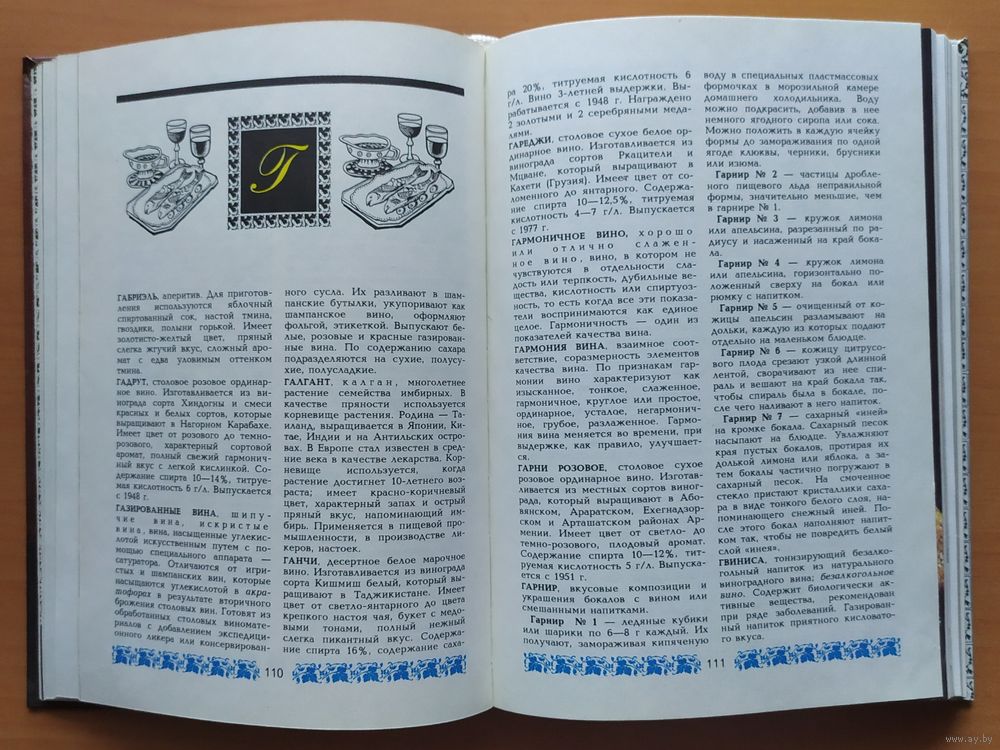 Г
ГАБРИЭЛЬ, аперитив. Для приготов-
ления используются яблочный
спиртованный сок, настой тмина,
гвоздики, полыни горькой. Имеет
золотисто-желтый цвет, пряный
слегка жгучий вкус, сложный аро-
мат с едва уловимым оттенком
тмина.
ГАДРУТ, столовое розовое ординар-
ное вино. Изготавливается из ви-
нограда сорта Хиндогны и смеси
красных и белых сортов, которые
выращивают в Нагорном Карабахе.
Имеет цвет от розового до темно-
розового, характерный сортовой
аромат, полный свежий гармонич-
ный вкус с легкой кислинкой. Со-
держание спирта 10—14%, титруе-
мая кислотность 6 г/л. Выпускается
с 1948 г.
ГАЗИРОВАННЫЕ ВИНА, шипу-
чие вина, искристые
вина, вина, насыщенные углекис-
лотой искусственным путем с по-
мощью специального аппарата —
сатуратора. Отличаются от игри-
стых и шампанских вин, которые
насыщаются углекислотой в акра-
тофорах в результате вторичного
брожения столовых вин. Готовят из
обработанных столовых виномате-
риалов с добавлением экспедици-
онного ликера или консервирован-
ного сусла. Их разливают в шам-
панские бутылки, укупоривают как
шампанское вино, оформляют
фольгой, этикеткой. Выпускают бе-
лые, розовые и красные газирован-
ные вина. По содержанию сахара
подразделяются на сухие, полусу-
хие, полусладкие.
ГАЛГАНТ, калган, многолетнее
растение семейства имбирных. В
качестве пряности используется
корневище растения. Родина — Та-
иланд, выращивается в Японии, Ки-
тае, Индии и на Антильских остро-
вах. В Европе стал известен в сред-
ние века в качестве лекарства. Кор-
невище используется, когда
растение достигнет 10-летнего воз-
раста; имеет красно-коричневый
цвет, характерный запах и острый
пряный вкус, напоминающий им-
бирь. Применяется в пищевой про-
мышленности, в производстве ли-
керов, настоек.
ГАНЧИ, десертное белое марочное
вино. Изготавливается из винограда
сорта Кишмиш белый, который вы-
ращивают в Таджикистане. Имеет
цвет от светло-янтарного до цвета
крепкого настоя чая, букет с медо-
выми тонами, полный нежный
слегка пикантный вкус. Содержа-
ние спирта 16%, содержание саха-
110
ра 20%, титруемая кислотность 6
г/л. Вино 3-летней выдержки. Вы-
рабатывается с 1948 г. Награждено
2 золотыми и 2 серебряными меда-
лями.
ГАРЕДЖИ, столовое сухое белое ор-
динарное вино. Изготавливается из
винограда сортов Ркацители и
Мцване, который выращивают в
Кахети (Грузия). Имеет цвет от со-
ломенного до янтарного. Содержа-
ние спирта 10—12,5%, титруемая
кислотность 4—7 г/л. Выпускается
с 1977 г.
ГАРМОНИЧНОЕ ВИНО, хорошо
или отлично слажен-
ное вино, вино, в котором не
чувствуются в отдельности сла-
дость или терпкость, дубильные ве-
щества, кислотность или спиртуоз-
ность, то есть когда все эти показа-
тели воспринимаются как единое
целое. Гармоничность — один из
показателей качества вина.
ГАРМОНИЯ ВИНА, взаимное соот-
ветствие, соразмерность элементов
качества вина. По признакам гар-
монии вино характеризуют как
изысканное, тонкое, слаженное,
гармоничное, круглое или простое,
ординарное, усталое, негармонич-
ное, грубое, разлаженное. Гармо-
ния вина меняется во времени, при
выдержке, как правило, улучшает-
ся.
ГАРНИ РОЗОВОЕ, столовое сухое
розовое ординарное вино. Изготав-
ливается из местных сортов виног-
рада, который выращивают в Або-
вянском, Араратском, Ехегнадзор-
ском и Арташатском районах Ар-
мении. Имеет цвет от светло- до
темно-розового, плодовый аромат.
Содержание спирта 10—12%, тит-
руемая кислотность 5 г/л. Выпуска-
ется с 1951 г.
ГАРНИР, вкусовые композиции и
украшения бокалов с вином или
смешанными напитками.
Гарнир № 1 — ледяные кубики
или шарики по 6—8 г каждый. Их
получают, замораживая кипяченую
воду в специальных пластмассовых
формочках в морозильной камере
домашнего холодильника. Воду
можно подкрасить, добавив в нее
немного ягодного сиропа или сока.
Можно положить в каждую ячейку
формы до замораживания по одной
ягоде клюквы, черники, брусники
или изюма.
Гарнир № 2 — частицы дробле-
ного пищевого льда неправильной
формы, значительно меньшие, чем
в гарнире № 1.
Гарнир № 3 — кружок лимона
или апельсина, разрезанный по ра-
диусу и насаженный на край бока-
ла.
Гарнир № 4 — кружок лимона
или апельсина, горизонтально по-
ложенный сверху на бокал или
рюмку с напитком.
Гарнир № 5 — очищенный от ко-
жицы апельсин разламывают на
дольки, каждую из которых подают
отдельно на маленьком блюдце.
Гарнир № 6 — кожицу цитрусо-
вого плода срезают узкой длинной
лентой, сворачивают из нее спи-
раль и вешают на край бокала так,
чтобы спираль была в бокале, по-
сле чего наливают в него напиток.
Гарнир № 7 — сахарный «иней»
на кромке бокала. Сахарный песок
насыпают на блюдце. Увлажняют
края пустых бокалов, протирая их
долькой лимона или яблока, а за-
тем бокалы частично погружают в
сахарный песок. На смоченное
стекло пристают кристаллики саха-
ра в виде тонкого белого слоя, на-
поминающего снежный иней. По-
сле этого бокал наполняют напит-
ком так, чтобы не повредить белый
слой «инея».
ГВИНИСА, тонизирующий безалко-
гольный напиток из натурального
виноградного вина; безалкогольное
вино. Содержит биологически ак-
тивные вещества, рекомендован
при ряде заболеваний. Газирован-
ный напиток приятного кисловато-
го вкуса.
111
www.ay.by